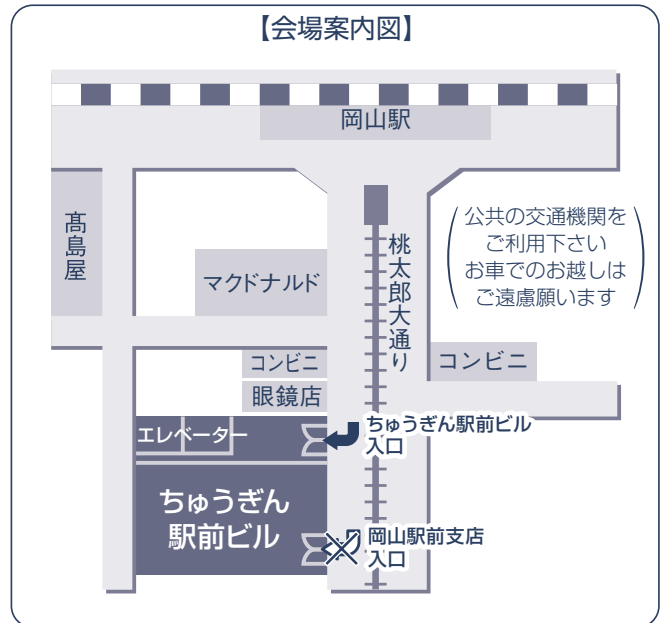 【会場案内図】
岡山駅
髙島屋
公共の交通機関を
ご利用下さい
お車でのお越しは
ご遠慮願います
桃太郎大通り
マクドナルド
コンビニ
コンビニ
眼鏡店
エレベーター
ちゅうぎん駅前ビル
入口
ちゅうぎん
駅前ビル
岡山駅前支店
入口